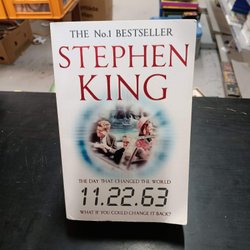 THE No.1 BESTSELLER
STEPHEN
KING
THE DAY THAT CHANGED THE WORLD
11.22.63
WHAT IF YOU COULD CHANGE IT BACK?